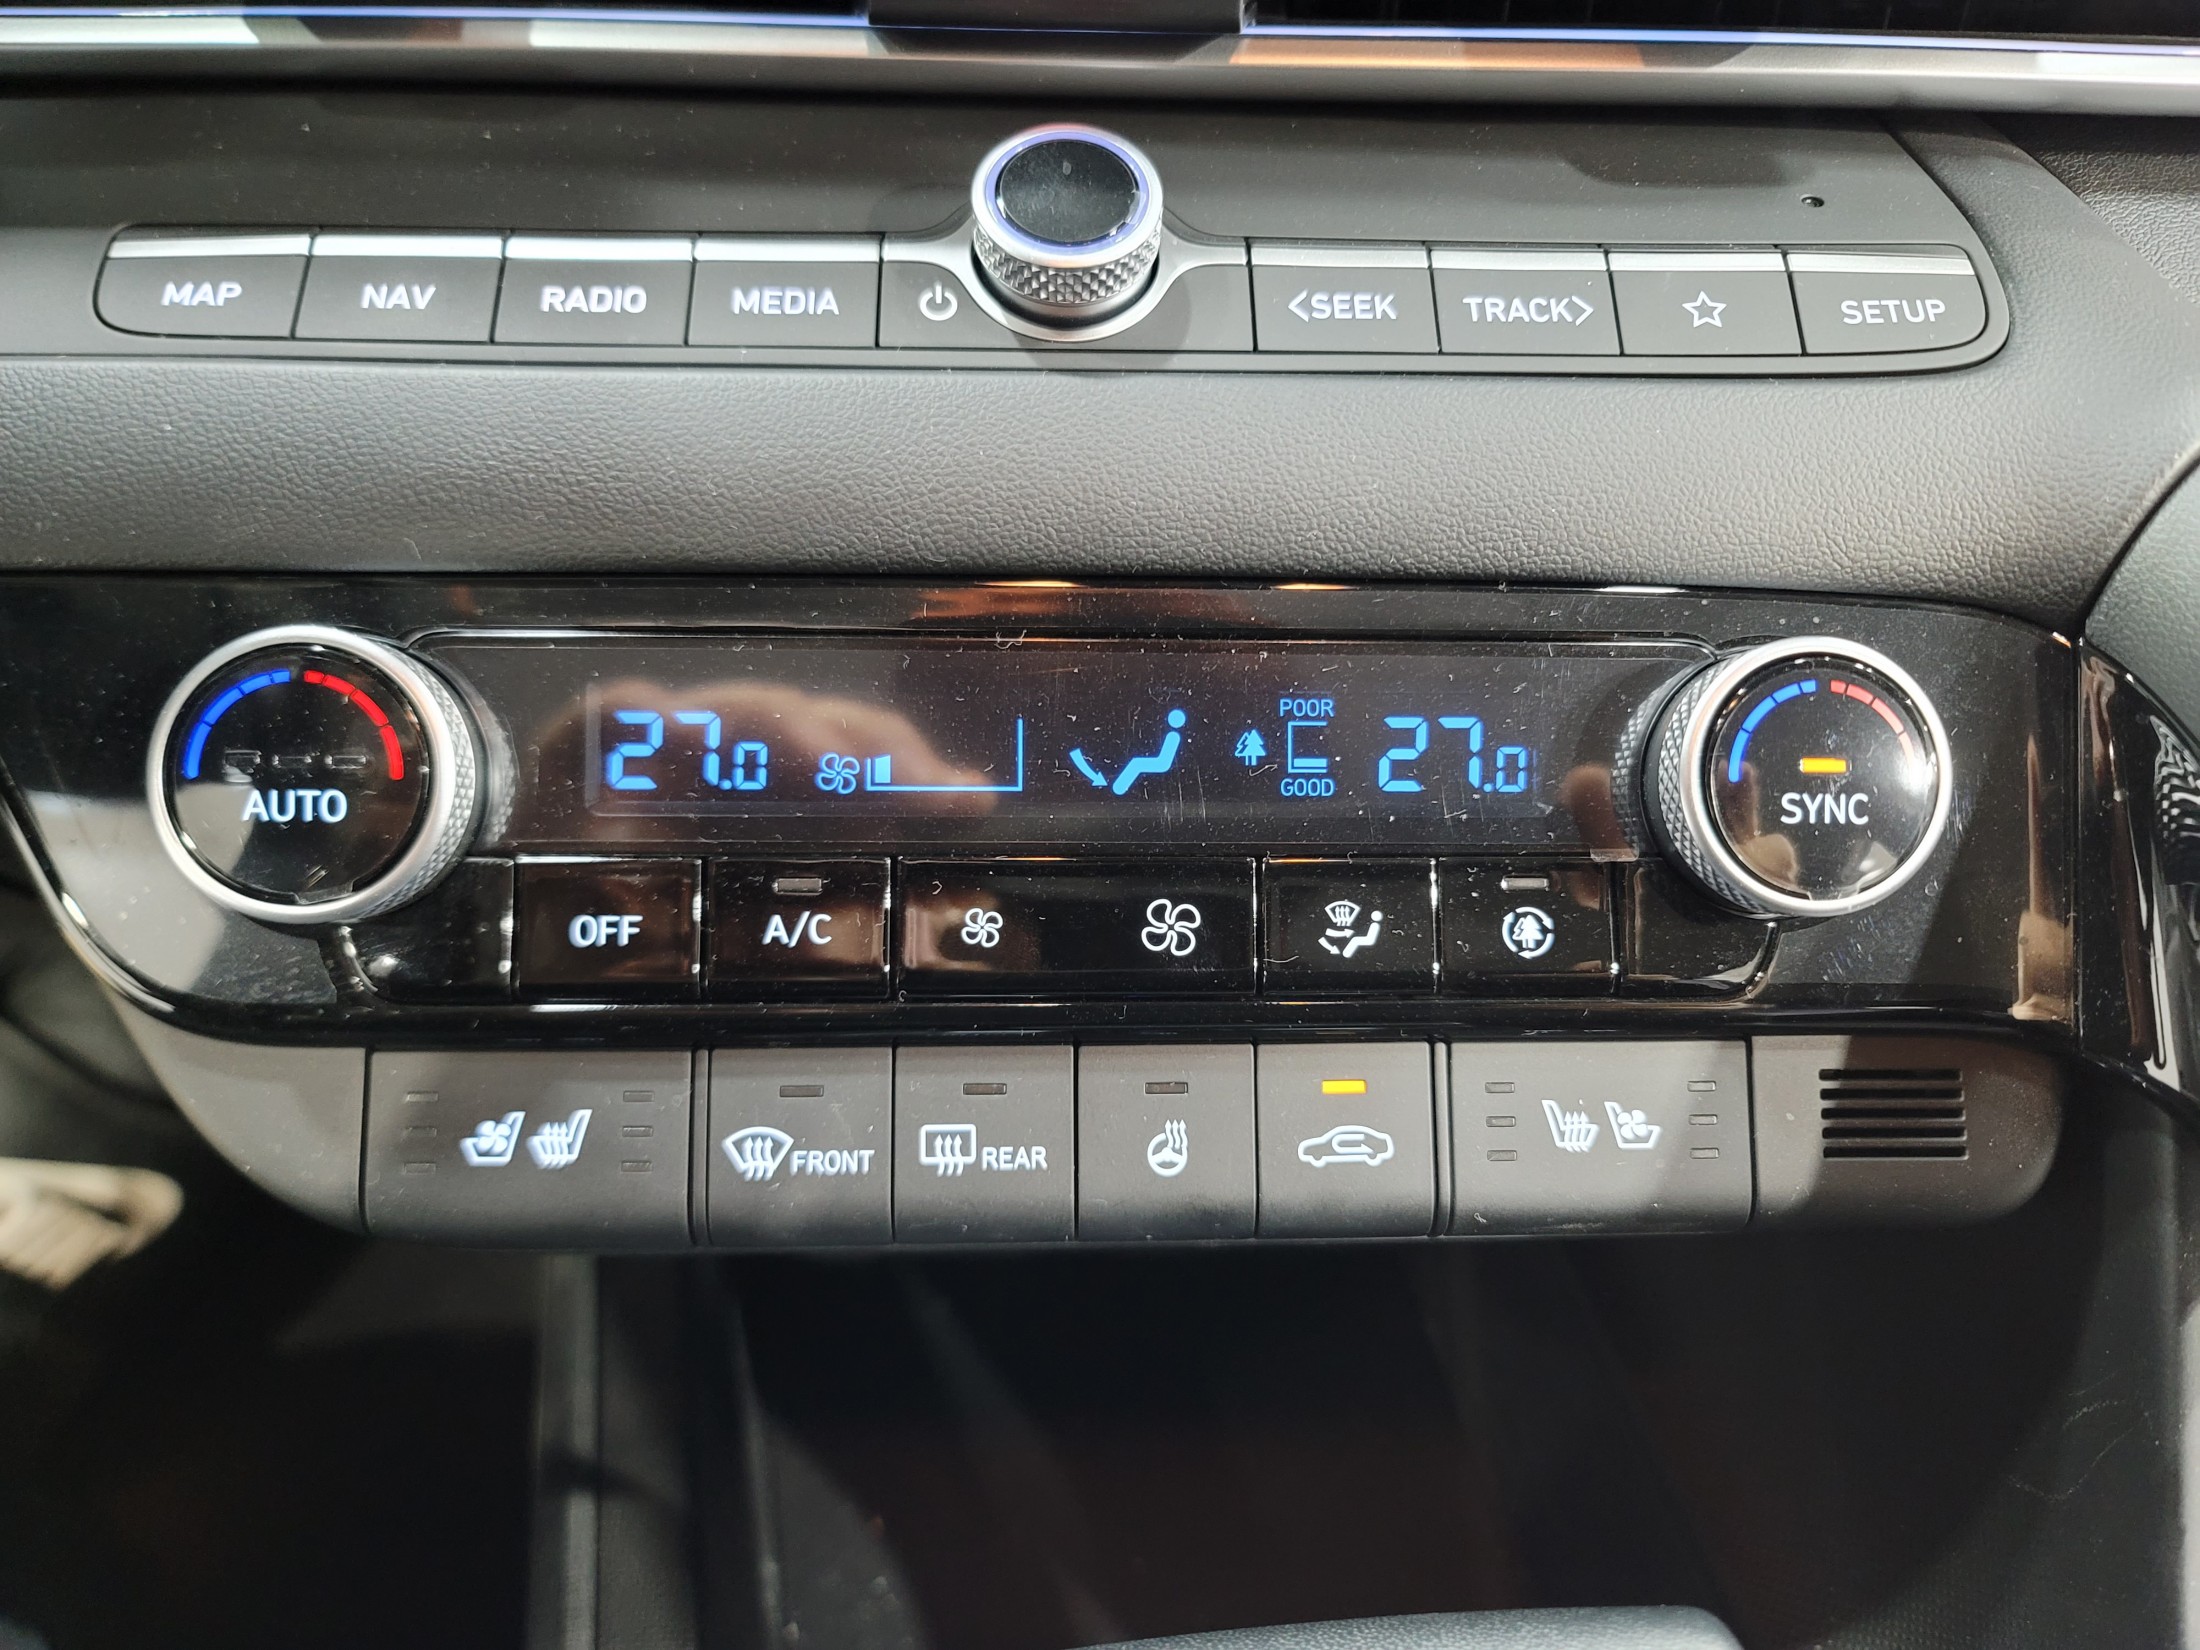 MAP NAV RADIO MEDIA <SEEK TRACK> SETUP
POOR
27.0 27.0
GOOD
AUTO SYNC
OFF A/C
FRONT REAR